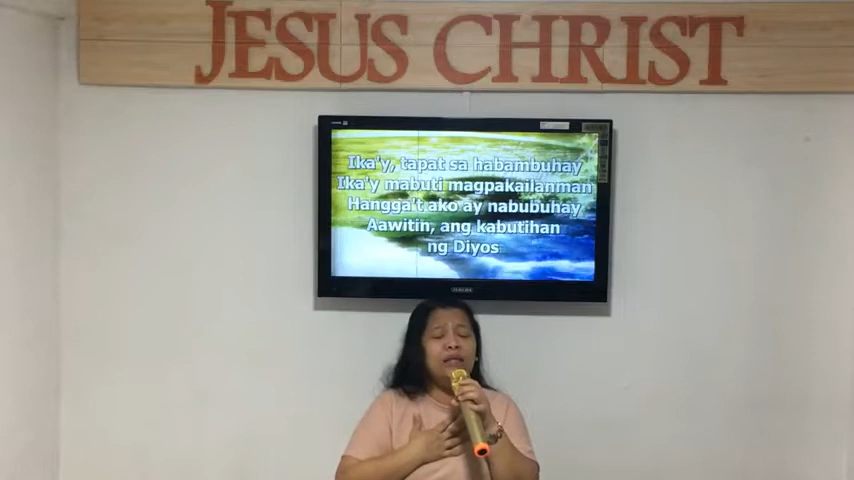 JESUS CHRIST
Ika'y, tapat sa habambuhay
Ika'y mabuti magpakailanman
Hangga't ako ay nabubuhay
Aawitin, ang kabutihan
ng Diyos